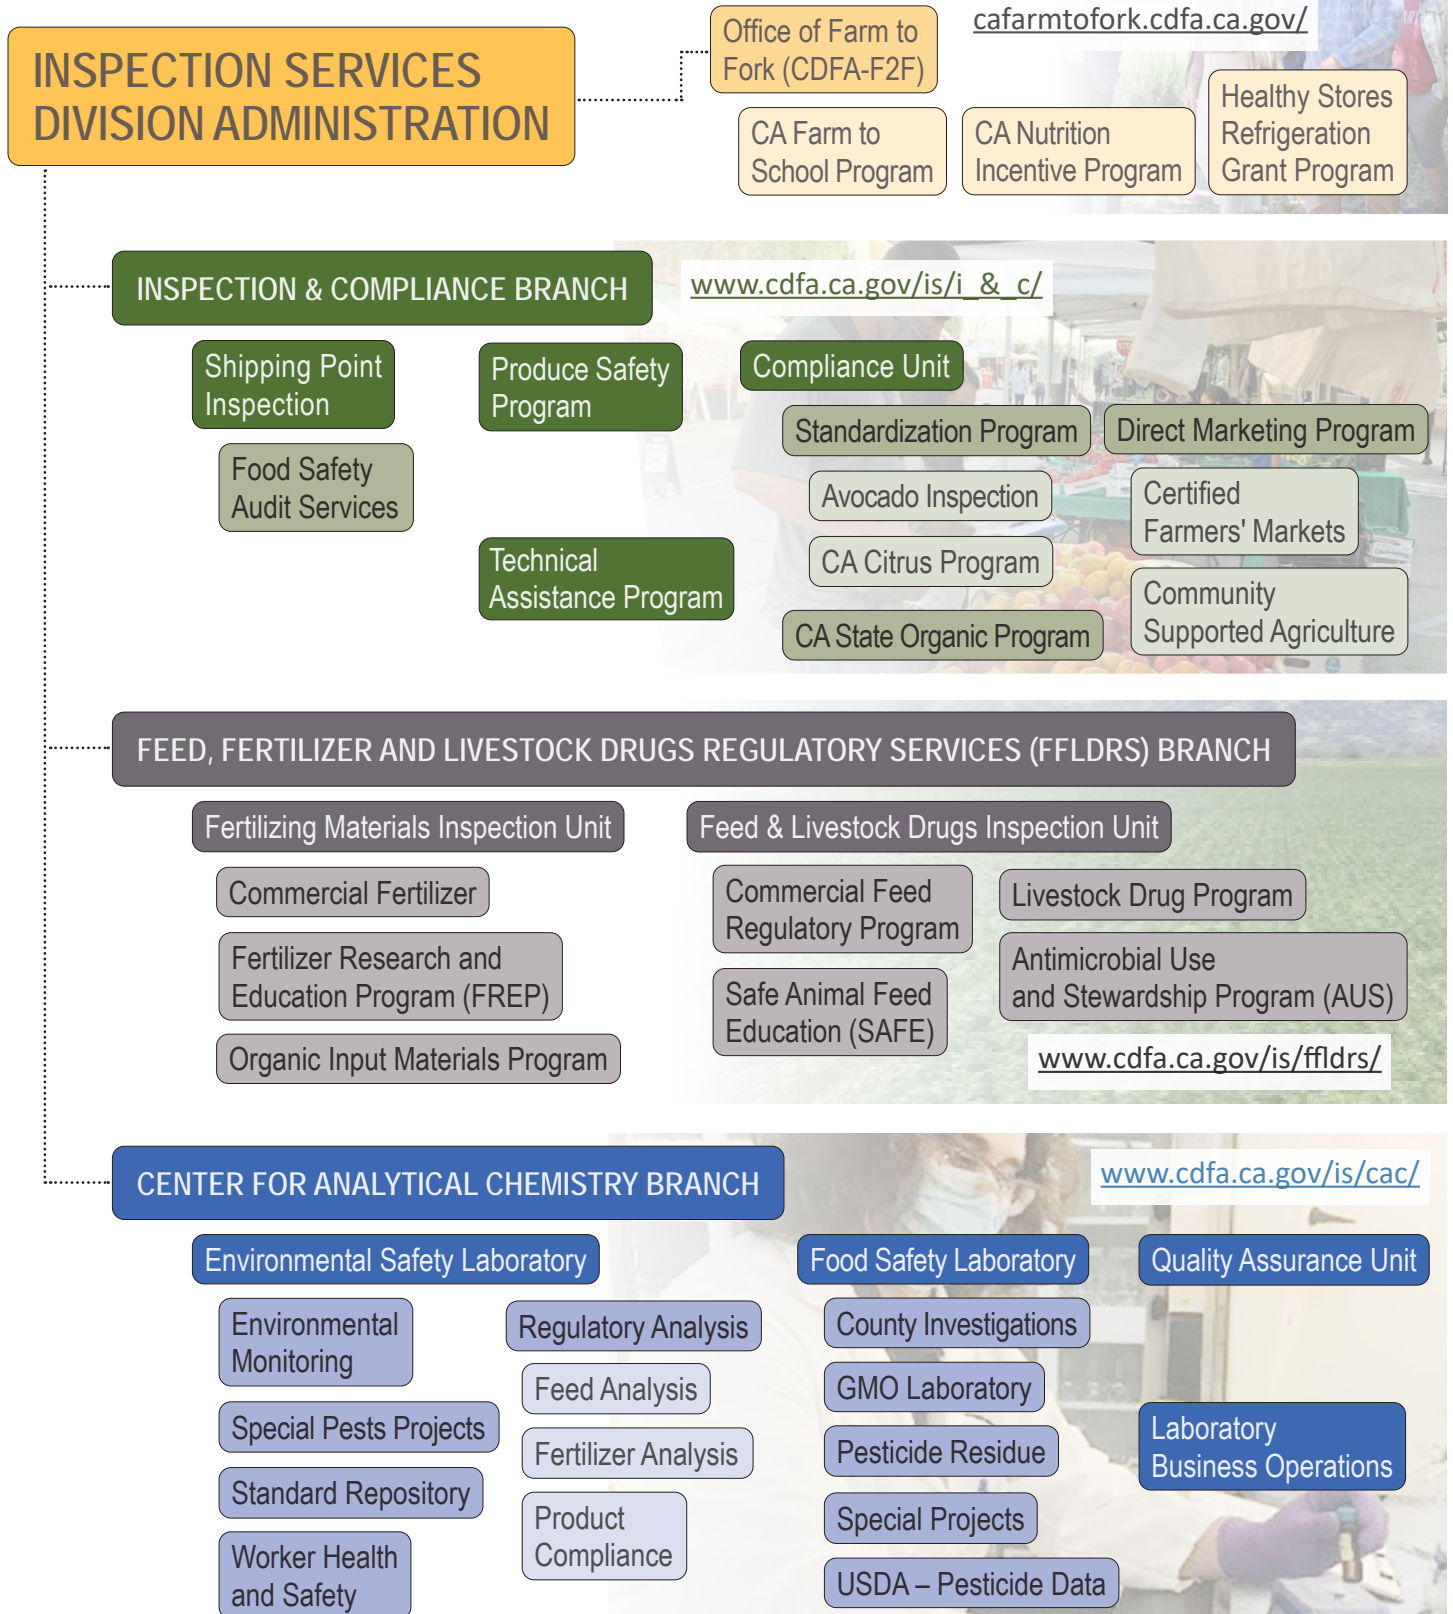 INSPECTION SERVICES
DIVISION ADMINISTRATION
Office of Farm to
Fork (CDFA-F2F)
cafarmtofork.cdfa.ca.gov/
CA Farm to
School Program
CA Nutrition
Incentive Program
Healthy Stores
Refrigeration
Grant Program
INSPECTION & COMPLIANCE BRANCH
www.cdfa.ca.gov/is/i_&_c/
Shipping Point
Inspection
Food Safety
Audit Services
Produce Safety
Program
Technical
Assistance Program
Compliance Unit
Standardization Program
Avocado Inspection
CA Citrus Program
CA State Organic Program
Direct Marketing Program
Certified
Farmers' Markets
Community
Supported Agriculture
FEED, FERTILIZER AND LIVESTOCK DRUGS REGULATORY SERVICES (FFLDRS) BRANCH
Fertilizing Materials Inspection Unit
Commercial Fertilizer
Fertilizer Research and
Education Program (FREP)
Organic Input Materials Program
Feed & Livestock Drugs Inspection Unit
Commercial Feed
Regulatory Program
Safe Animal Feed
Education (SAFE)
Livestock Drug Program
Antimicrobial Use
and Stewardship Program (AUS)
www.cdfa.ca.gov/is/ffldrs/
CENTER FOR ANALYTICAL CHEMISTRY BRANCH
www.cdfa.ca.gov/is/cac/
Environmental Safety Laboratory
Environmental
Monitoring
Special Pests Projects
Standard Repository
Worker Health
and Safety
Regulatory Analysis
Feed Analysis
Fertilizer Analysis
Product
Compliance
Food Safety Laboratory
County Investigations
GMO Laboratory
Pesticide Residue
Special Projects
USDA – Pesticide Data
Quality Assurance Unit
Laboratory
Business Operations